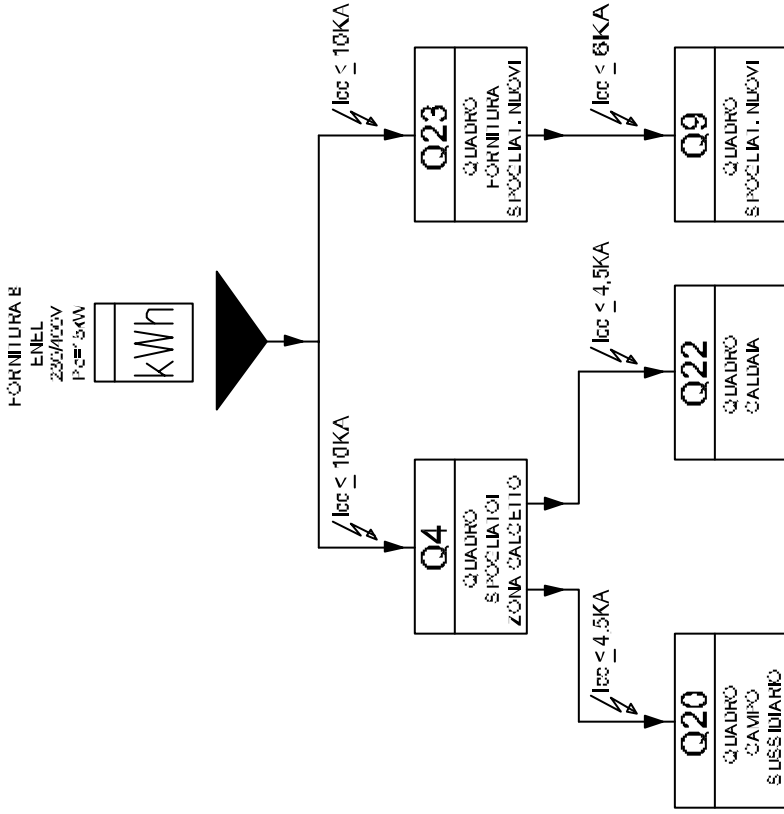 FORNITURA B
ENEL
230/400V
kWh
Icc ≤ 10KA
Icc ≤ 10KA
Q4
QUADRO
SPOGLIATOI
ZONA CALCETTO
Q23
QUADRO
FORNITURA
SPOGLIAT. NUOVI
Icc ≤ 4.5KA
Icc ≤ 4,5KA
Icc ≤ 6KA
Q20
QUADRO
CAMPO
SUSSIDIARIO
Q22
QUADRO
CALDAIA
Q9
QUADRO
SPOGLIAT. NUOVI